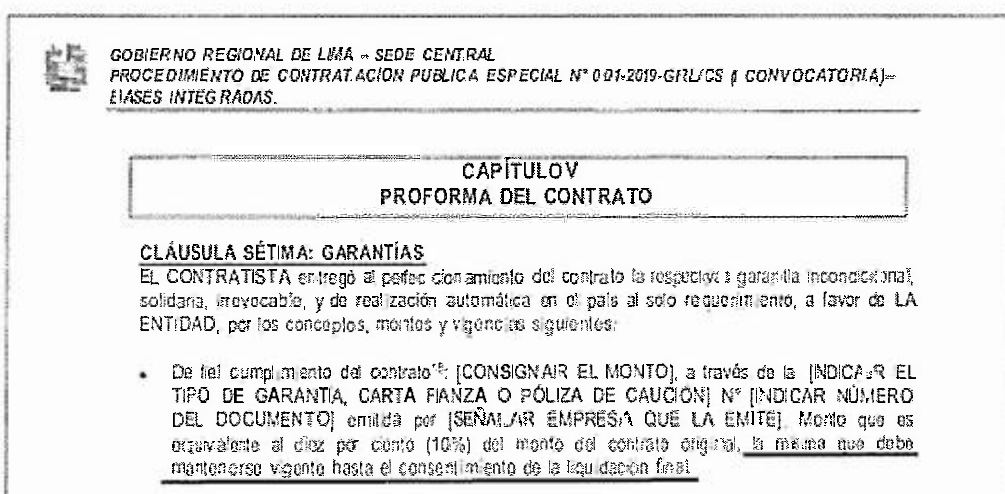 GOBIERNO REGIONAL DE LIMA – SEDE CENTRAL
PROCEDIMIENTO DE CONTRATACIÓN PUBLICA ESPECIAL N° 001-2019-GRL/CS (I CONVOCATORIA)–
BASES INTEGRADAS.
CAPÍTULO V
PROFORMA DEL CONTRATO
CLÁUSULA SÉTIMA: GARANTÍAS
EL CONTRATISTA entregó al perfeccionamiento del contrato la respectiva garantía incondicional,
solidaria, irrevocable, y de realización automática en el país al solo requerimiento, a favor de LA
ENTIDAD, por los conceptos, montos y vigencias siguientes:
• De fiel cumplimiento del contrato: [CONSIGNAR EL MONTO], a través de la [INDICAR EL
TIPO DE GARANTÍA, CARTA FIANZA O PÓLIZA DE CAUCIÓN] N° [INDICAR NÚMERO
DEL DOCUMENTO] emitida por [SEÑALAR EMPRESA QUE LA EMITE]. Monto que es
equivalente al diez por ciento (10%) del monto del contrato original, la misma que debe
mantenerse vigente hasta el consentimiento de la liquidación final.